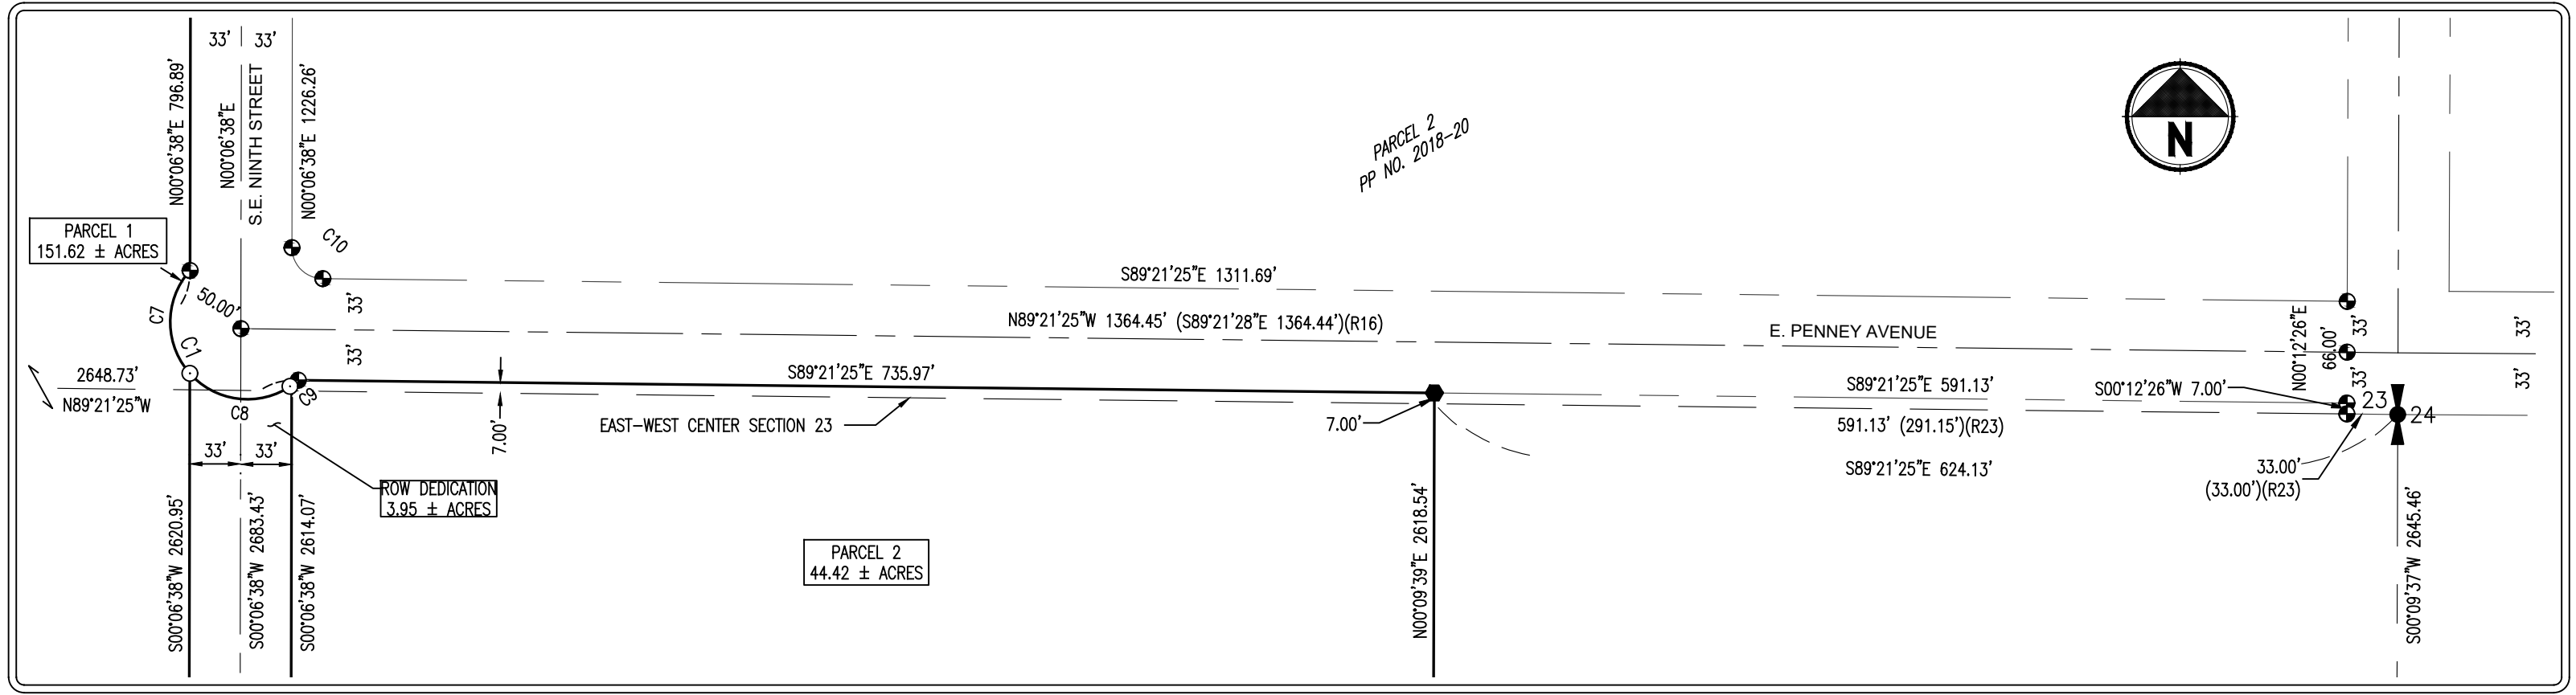 33' 33'
N00°06'38"E 796.89'
N00°06'38"E
S.E. NINTH STREET
N00°06'38"E 1226.26'
PARCEL 1
151.62 ± ACRES
C10
50.00'
33'
C7
C1
33'
PARCEL 2
PP NO. 2018-20
N
S89°21'25"E 1311.69'
N89°21'25"W 1364.45' (S89°21'28"E 1364.44')(R16)
E. PENNEY AVENUE
N00°12'26"E
66.00'
33'
33'
33'
33'
2648.73'
N89°21'25"W
C8
C9
S89°21'25"E 735.97'
7.00'
EAST-WEST CENTER SECTION 23
7.00'
S89°21'25"E 591.13'
591.13' (291.15')(R23)
S89°21'25"E 624.13'
S00°12'26"W 7.00'
23
24
33.00'
(33.00')(R23)
33' 33'
ROW DEDICATION
3.95 ± ACRES
S00°06'38"W 2620.95'
S00°06'38"W 2683.43'
S00°06'38"W 2614.07'
PARCEL 2
44.42 ± ACRES
N00°09'39"E 2618.54'
S00°09'37"W 2645.46'